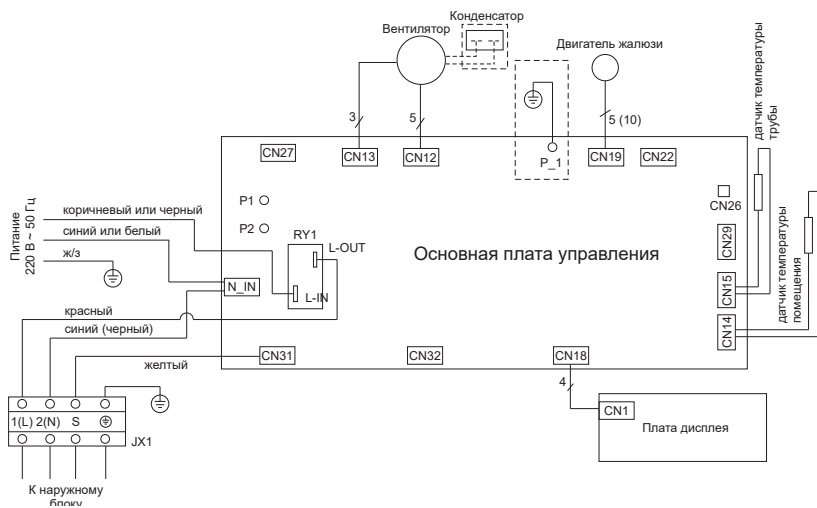 Конденсатор
Вентилятор
Двигатель жалюзи
3
5
5 (10)
датчик температуры
трубы
CN27
CN13
CN12
P_1
CN19
CN22
P1
P2
CN26
Питание
220 В ~ 50 Гц
коричневый или черный
синий или белый
ж/з
RY1
L-OUT
L-IN
N_IN
Основная плата управления
CN29
CN15
CN14
датчик температуры
помещения
красный
синий (черный)
желтый
CN31
CN32
CN18
4
CN1
Плата дисплея
1(L) 2(N) S
JX1
К наружному
блоку